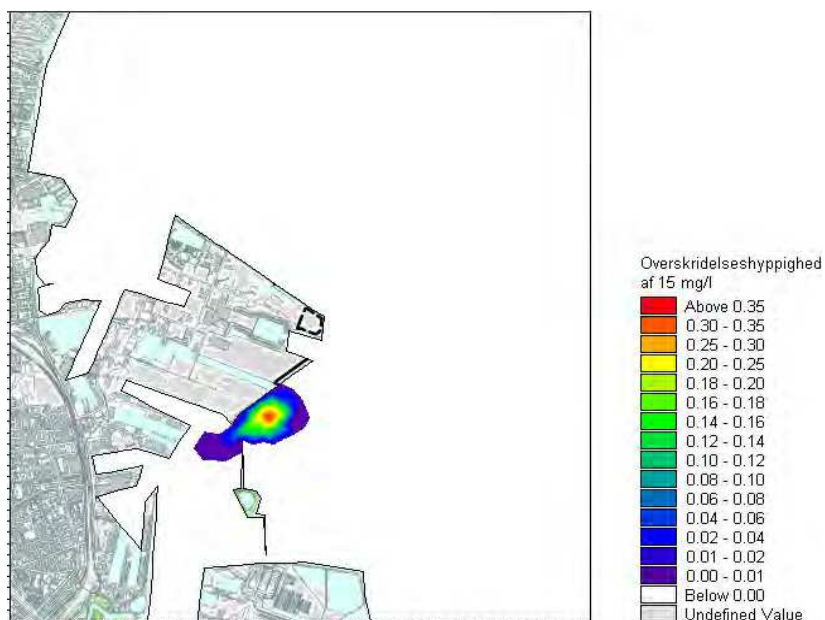 Overskridelseshyppighed
af 15 mg/l
Above 0.35
0.30 - 0.35
0.25 - 0.30
0.20 - 0.25
0.18 - 0.20
0.16 - 0.18
0.14 - 0.16
0.12 - 0.14
0.10 - 0.12
0.08 - 0.10
0.06 - 0.08
0.04 - 0.06
0.02 - 0.04
0.01 - 0.02
0.00 - 0.01
Below 0.00
Undefined Value